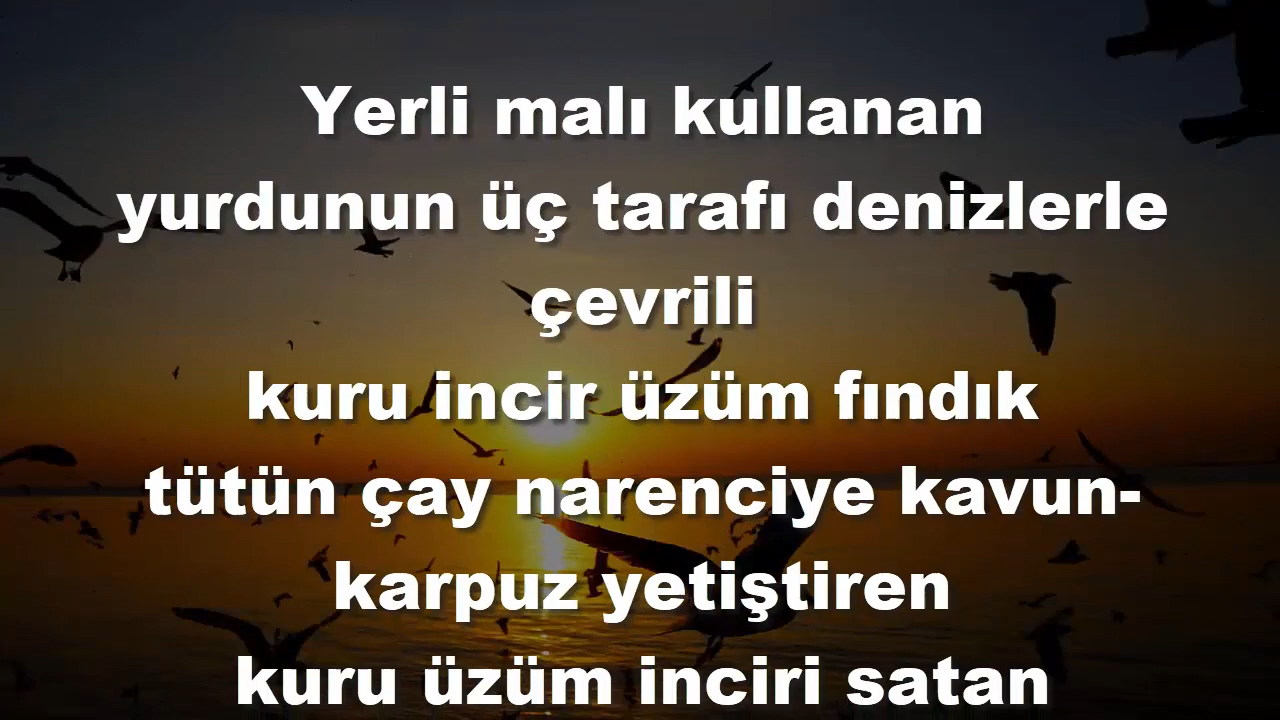 Yerli malı kullanan
yurdunun üç tarafı denizlerle
çevrili
kuru incir üzüm fındık
tütün çay narenciye kavun-
karpuz yetiştiren
kuru üzüm inciri satan